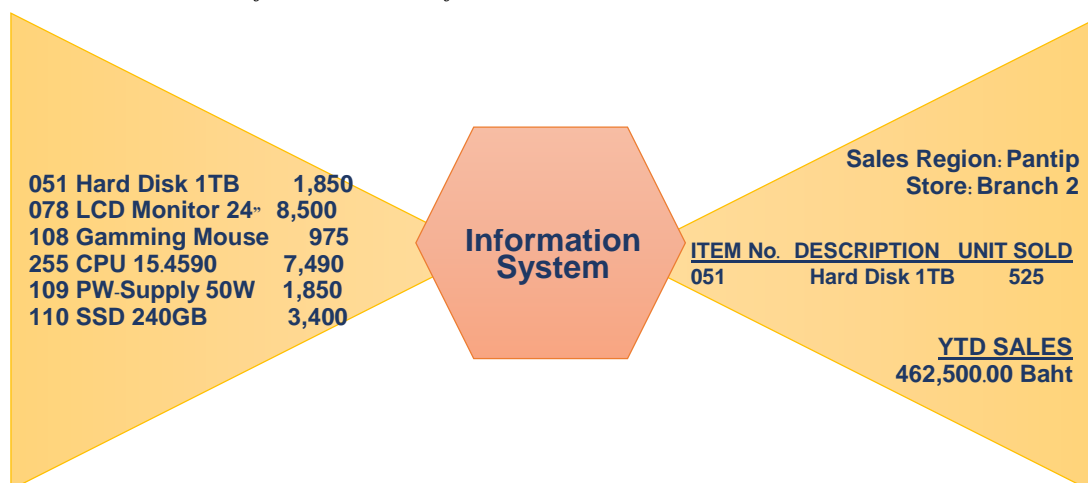 051 Hard Disk 1TB 1,850
078 LCD Monitor 24” 8,500
108 Gamming Mouse 975
255 CPU 15.4590 7,490
109 PW-Supply 50W 1,850
110 SSD 240GB 3,400
Information
System
Sales Region: Pantip
Store: Branch 2
ITEM No. DESCRIPTION UNIT SOLD
051 Hard Disk 1TB 525
YTD SALES
462,500.00 Baht